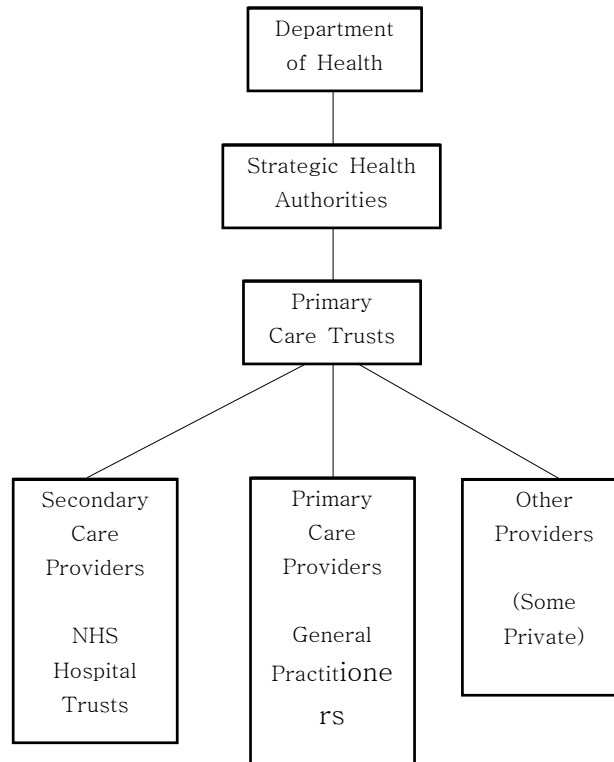 Department
of Health
Strategic Health
Authorities
Primary
Care Trusts
Secondary
Care
Providers
NHS
Hospital
Trusts
Primary
Care
Providers
General
Practitione
rs
Other
Providers
(Some
Private)